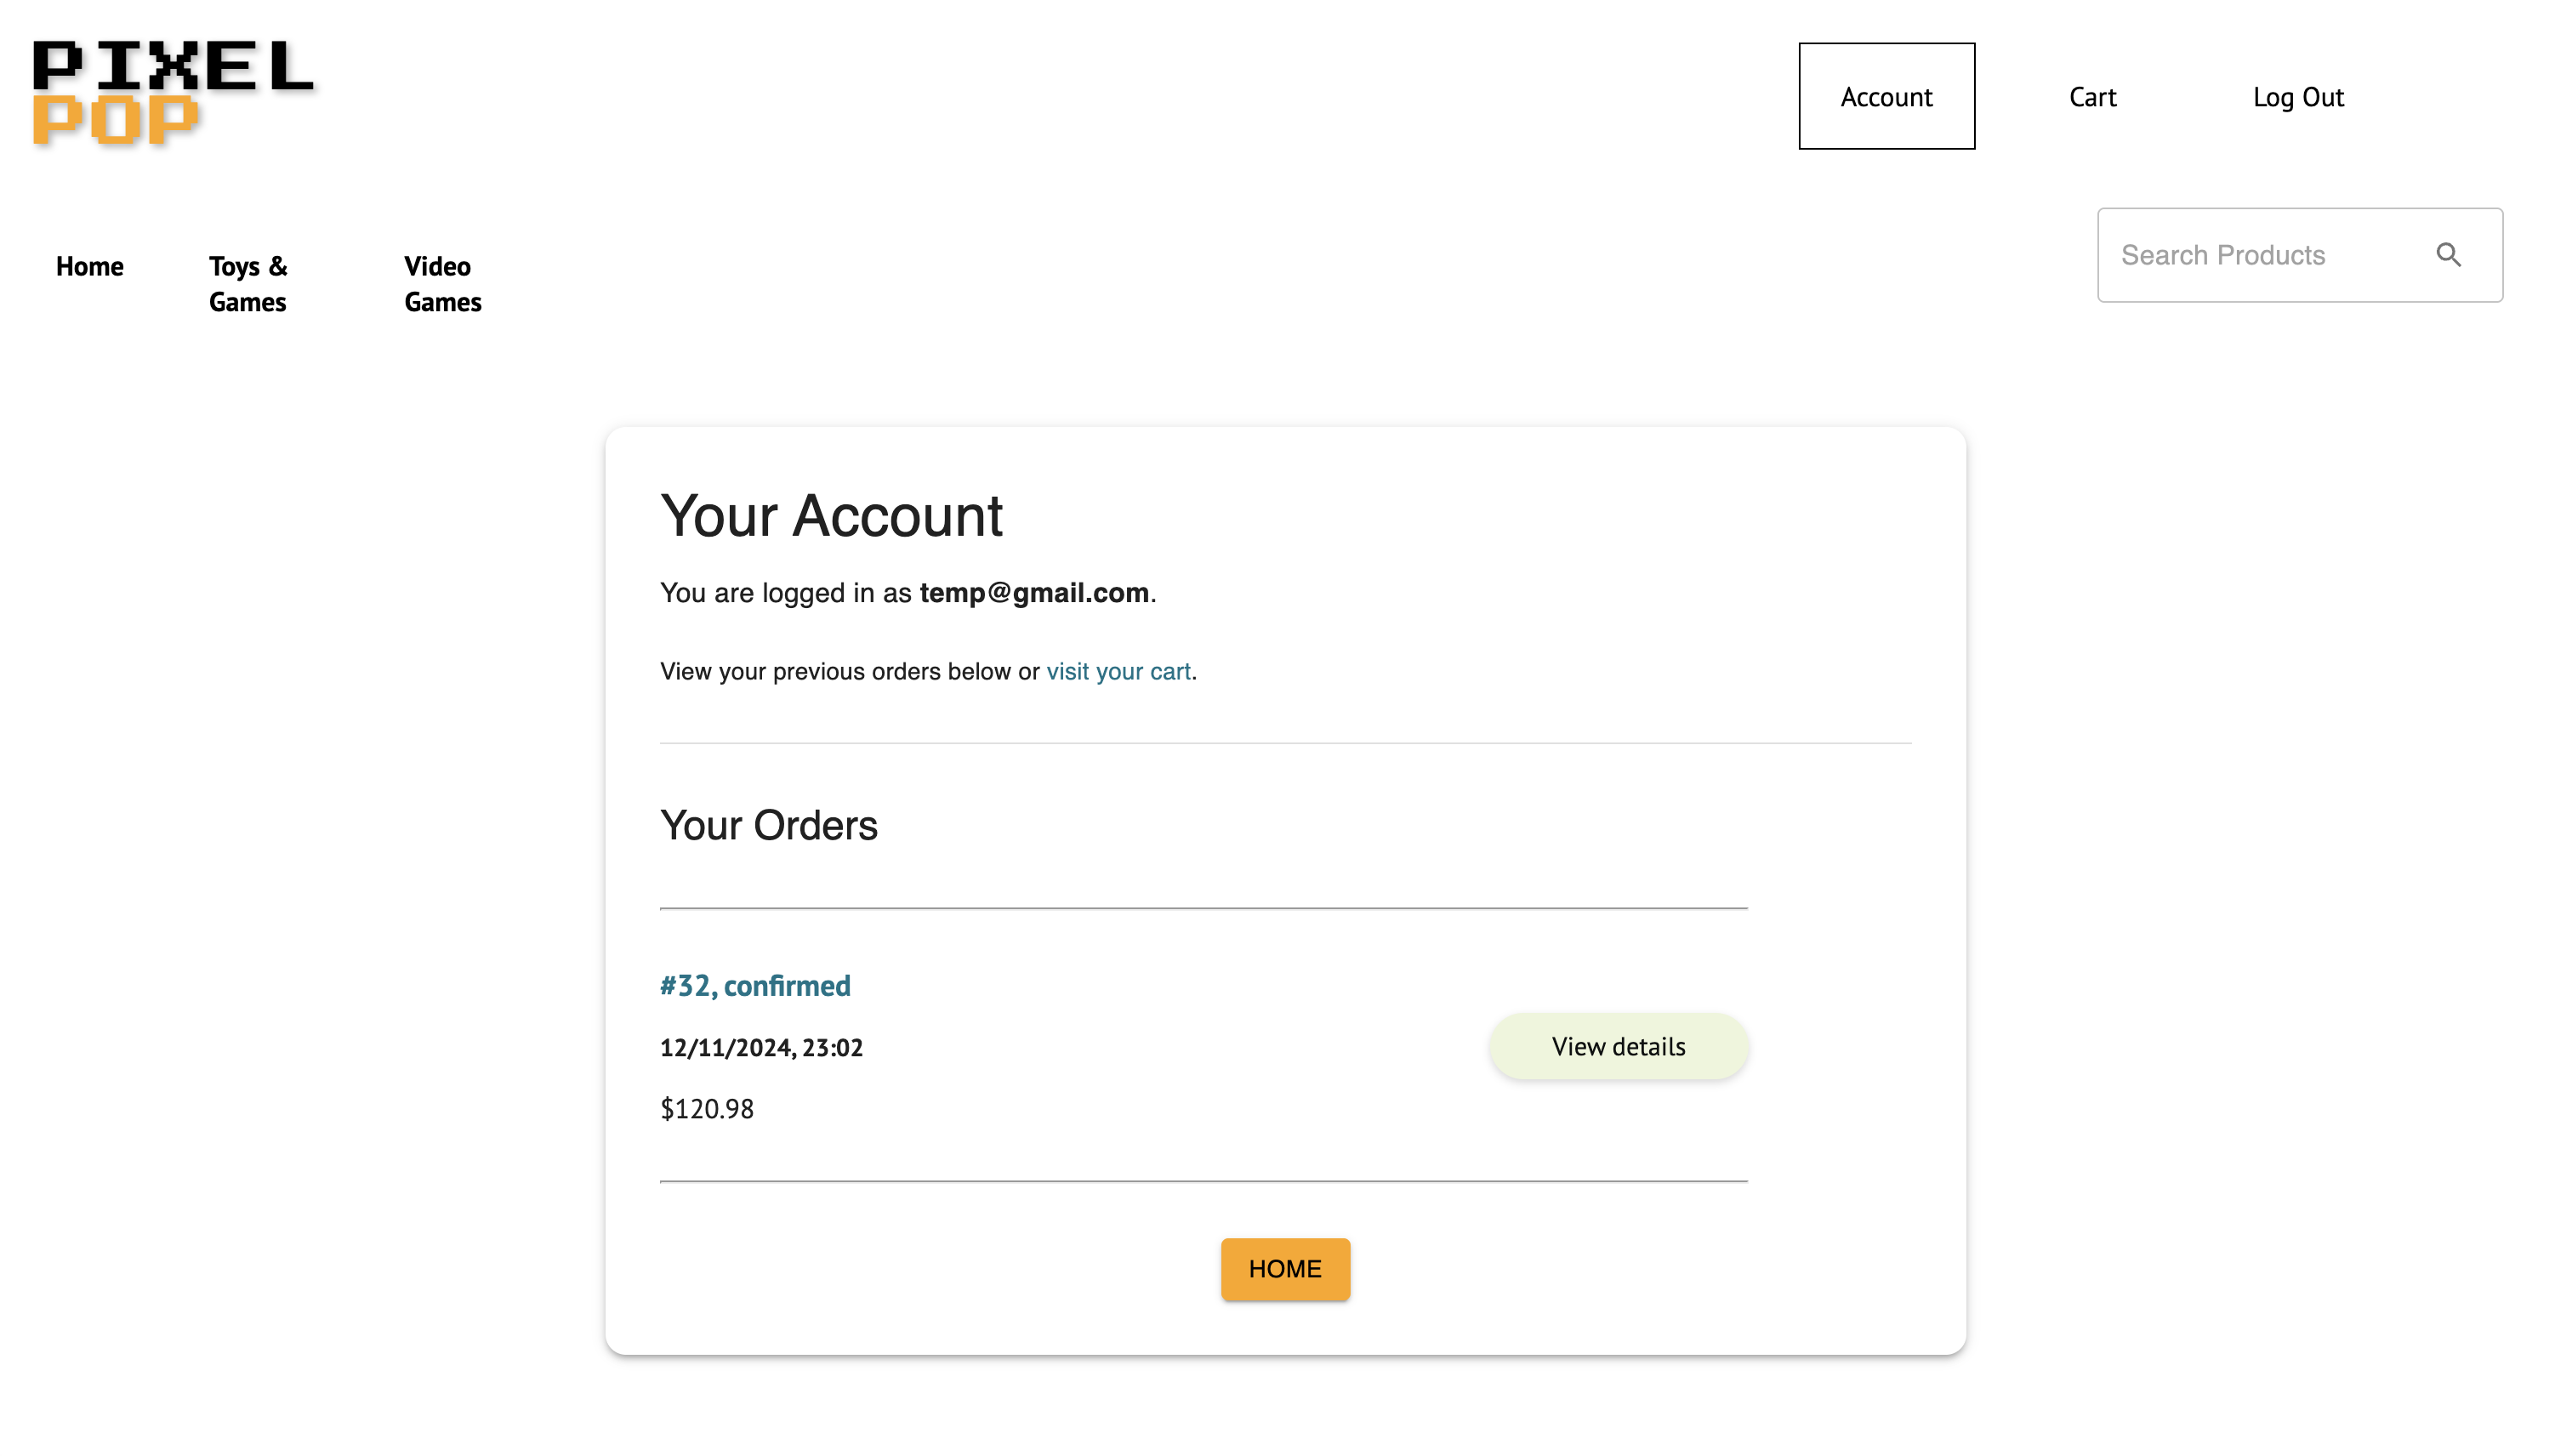 PIXEL
POP
Account
Cart
Log Out
Home
Toys &
Games
Video
Games
Search Products
Your Account
You are logged in as temp@gmail.com.
View your previous orders below or visit your cart.
Your Orders
#32, confirmed
12/11/2024, 23:02
View details
$120.98
HOME